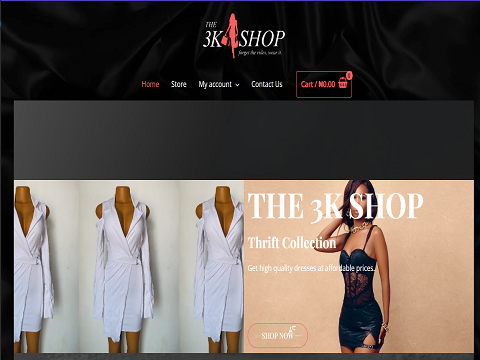 THE
3K SHOP
forget the rules, wear it.
Home Store My account Contact Us Cart / ₦0.00 0
THE 3K SHOP
Thrift Collection
Get high quality dresses at affordable prices.
SHOP NOW